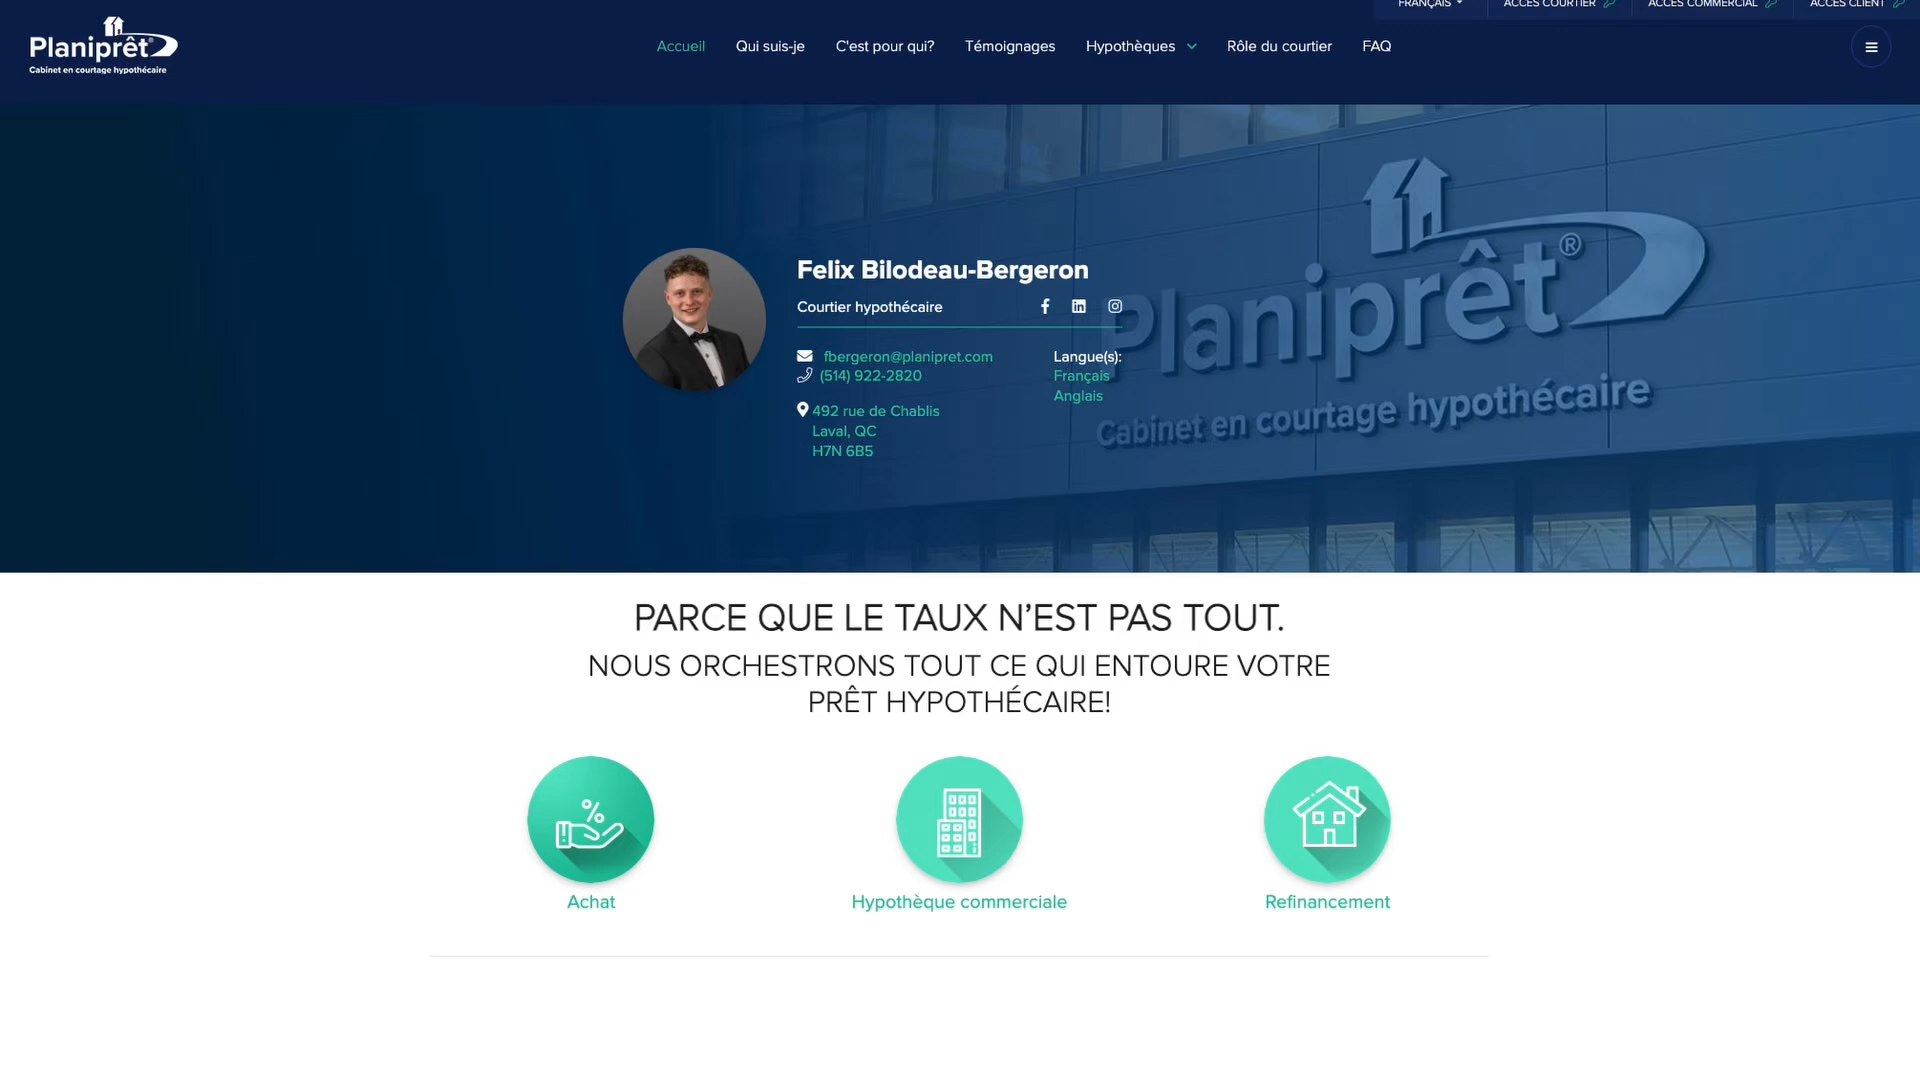 FRANÇAIS
ACCÈS COURTIER
ACCÈS COMMERCIAL
ACCÈS CLIENT
Planiprêt
Cabinet en courtage hypothécaire
Accueil
Qui suis-je
C'est pour qui?
Témoignages
Hypothèques
Rôle du courtier
FAQ
Planiprêt®
Cabinet en courtage hypothécaire
Felix Bilodeau-Bergeron
Courtier hypothécaire
fbergeron@planipret.com
(514) 922-2820
492 rue de Chablis
Laval, QC
H7N 6B5
Langue(s):
Français
Anglais
PARCE QUE LE TAUX N’EST PAS TOUT.
NOUS ORCHESTRONS TOUT CE QUI ENTOURE VOTRE
PRÊT HYPOTHÉCAIRE!
Achat
Hypothèque commerciale
Refinancement